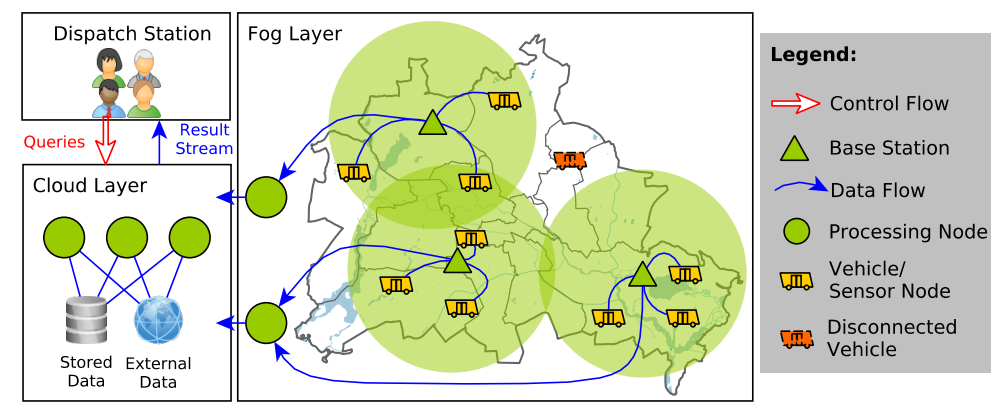 Dispatch Station
Queries
Result
Stream
Cloud Layer
Stored
Data
External
Data
Fog Layer
Legend:
Control Flow
Base Station
Data Flow
Processing Node
Vehicle/
Sensor Node
Disconnected
Vehicle